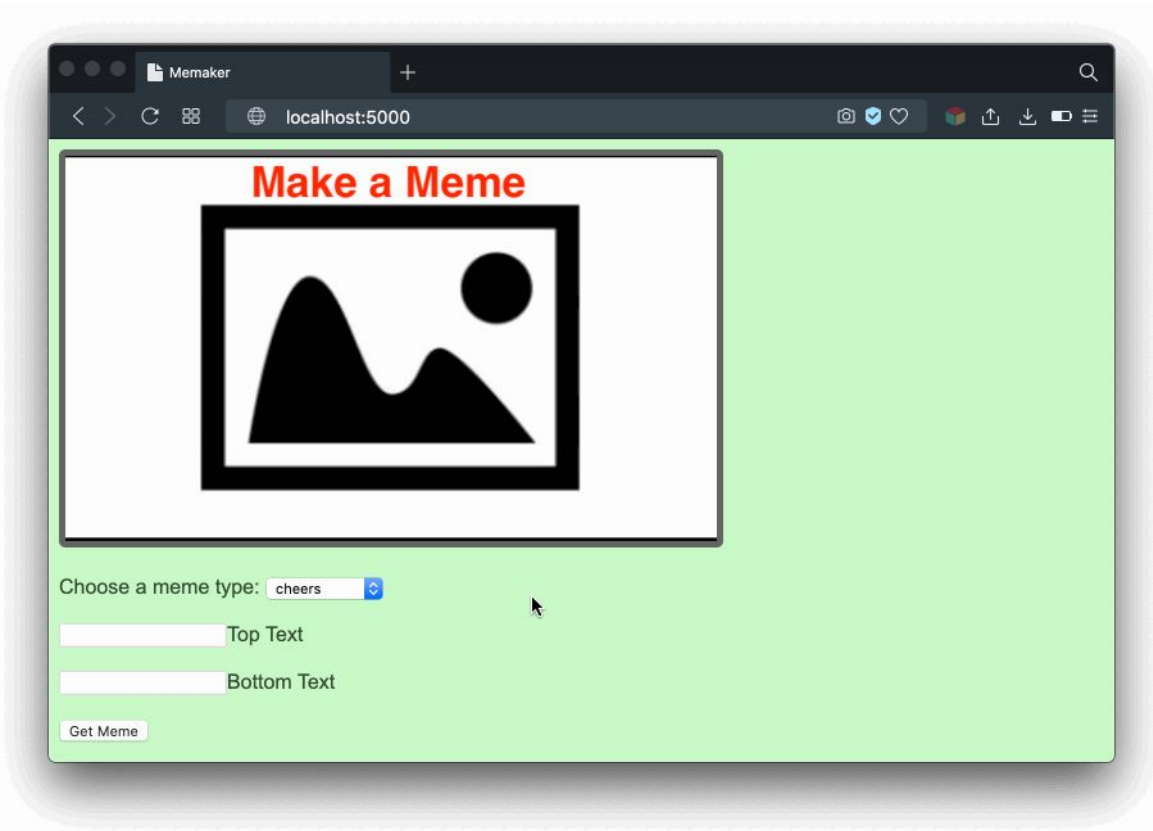 Memaker
localhost:5000
Make a Meme
Choose a meme type: cheers
Top Text
Bottom Text
Get Meme